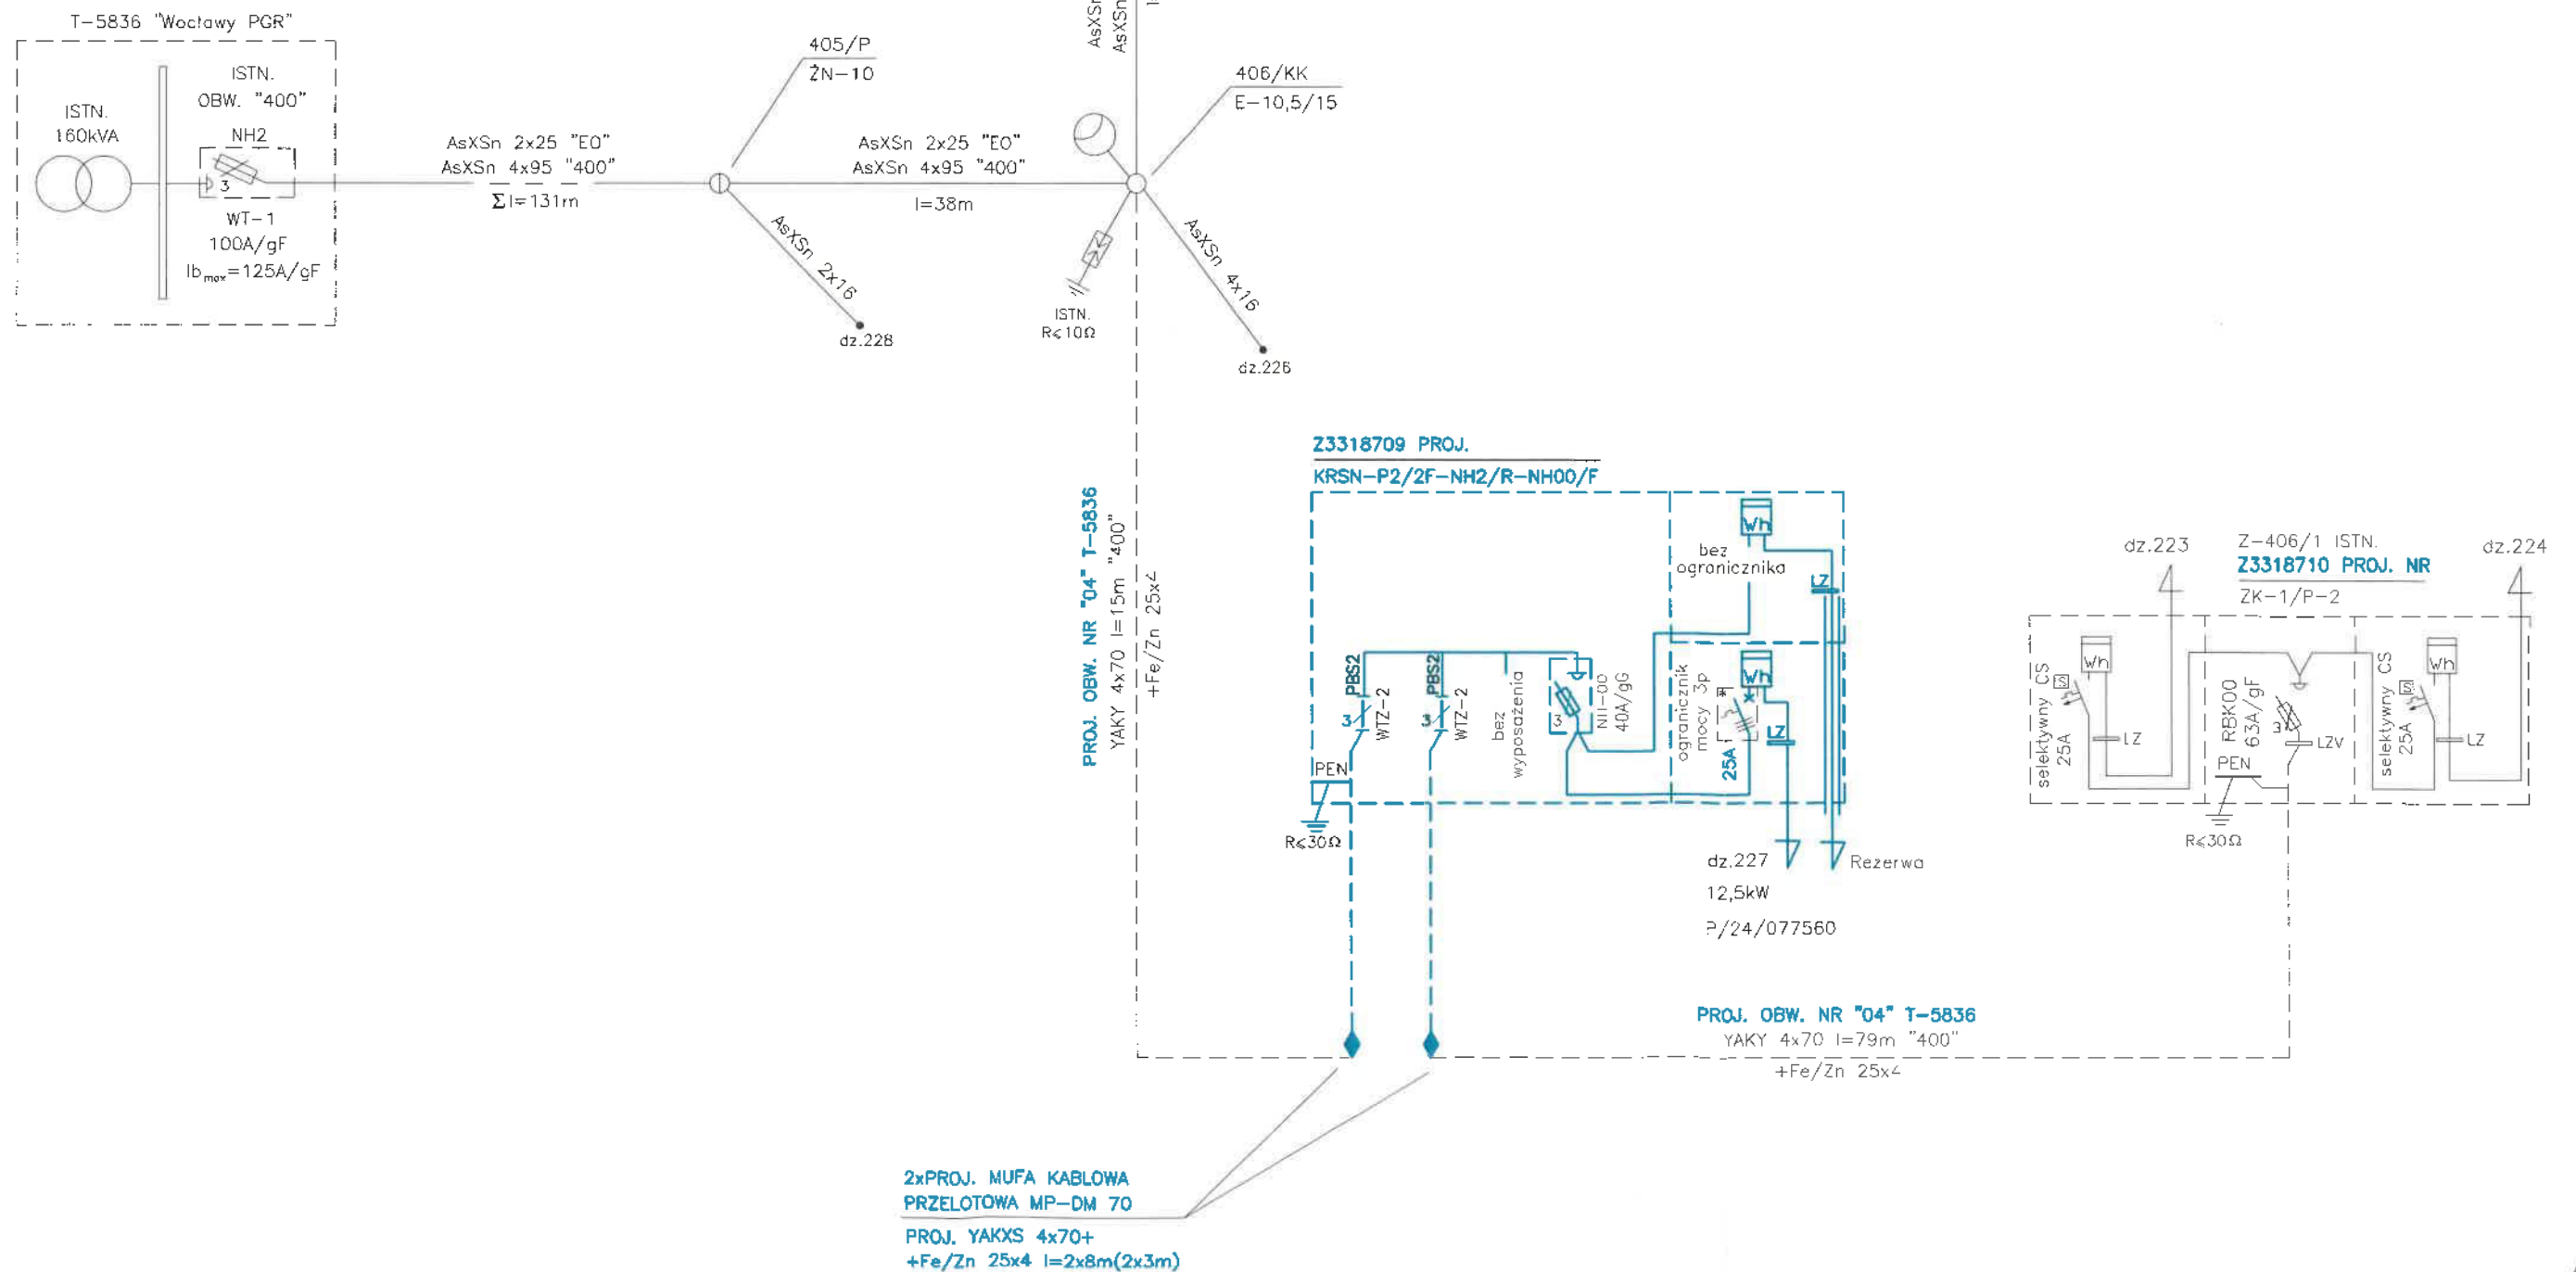 T-5836 "Wocławy PGR"
ISTN.
160kVA
ISTN.
OBW. "400"
NH2
3
WT-1
100A/gF
Ibmax=125A/gF
AsXSn 2x25 "EO"
AsXSn 4x95 "400"
Σl=131m
405/P
ŻN-10
AsXSn 2x25 "EO"
AsXSn 4x95 "400"
l=38m
AsXSn 2x16
dz.228
406/KK
E-10,5/15
ISTN.
R≤10Ω
AsXSn 4x16
dz.226
PROJ. OBW. NR "04" T-5836
YAKY 4x70 l=15m "400"
+Fe/Zn 25x4
Z3318709 PROJ.
KRSN-P2/2F-NH2/R-NH00/F
Wh
bez
ogranicznika
LZ
PBS2
3
WTZ-2
PBS2
3
WTZ-2
bez
wyposażenia
3
NH-00
40A/gG
ogranicznik
mocy 3p
Wh
25A
LZ
PEN
R≤30Ω
dz.227
12,5kW
P/24/077560
Rezerwa
dz.223
Z-406/1 ISTN.
Z3318710 PROJ. NR
ZK-1/P-2
dz.224
selektywny CS
25A
S
Wh
LZ
RBK00
63A/gF
3
LZV
PEN
R≤30Ω
selektywny CS
25A
S
Wh
LZ
PROJ. OBW. NR "04" T-5836
YAKY 4x70 l=79m "400"
+Fe/Zn 25x4
2xPROJ. MUFA KABLOWA
PRZELOTOWA MP-DM 70
PROJ. YAKXS 4x70+
+Fe/Zn 25x4 l=2x8m(2x3m)